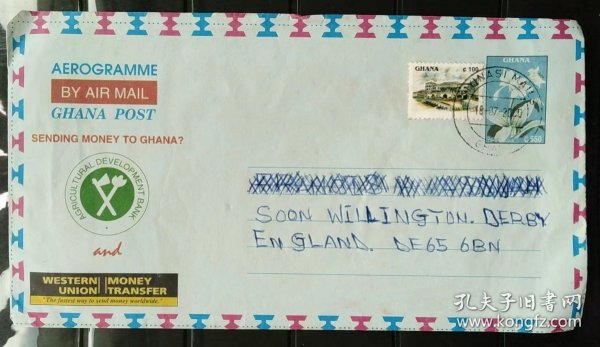 AEROGRAMME
BY AIR MAIL
GHANA POST
SENDING MONEY TO GHANA?
AGRICULTURAL DEVELOPMENT BANK
and
WESTERN UNION
MONEY TRANSFER
"The fastest way to send money worldwide."
GHANA
¢100
GHANA
¢550
SOON WILLINGTON. DERBY
ENGLAND. DE65 6BN
孔夫子旧书网
www.kongfz.com